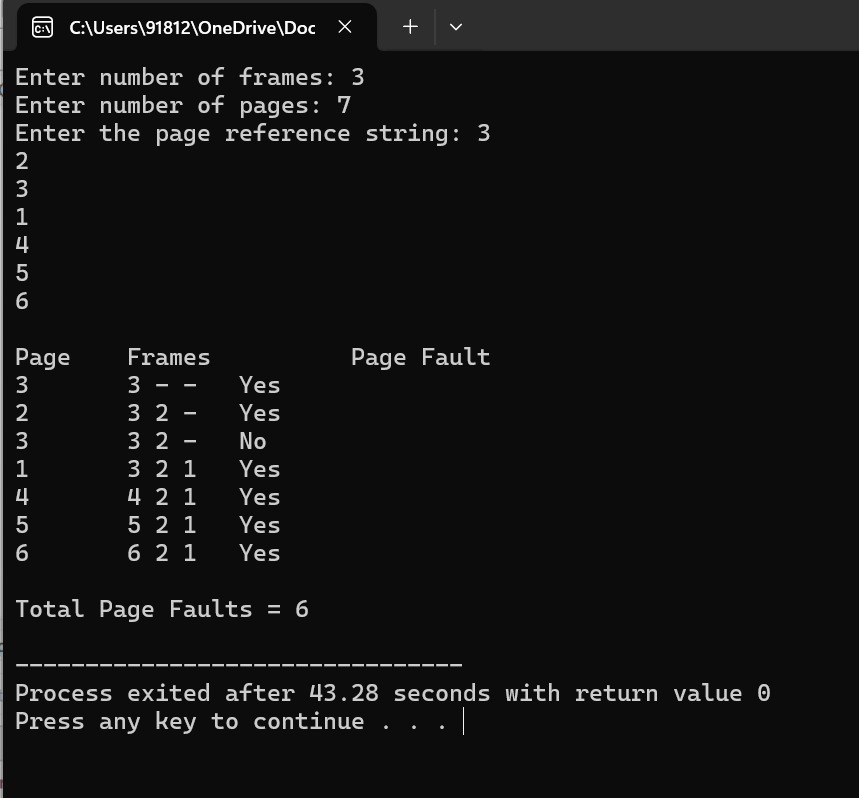 C:\Users\91812\OneDrive\Doc
Enter number of frames: 3
Enter number of pages: 7
Enter the page reference string: 3
2
3
1
4
5
6
Page    Frames          Page Fault
3       3 - -   Yes
2       3 2 -   Yes
3       3 2 -   No
1       3 2 1   Yes
4       4 2 1   Yes
5       5 2 1   Yes
6       6 2 1   Yes
Total Page Faults = 6
--------------------------------
Process exited after 43.28 seconds with return value 0
Press any key to continue . . .